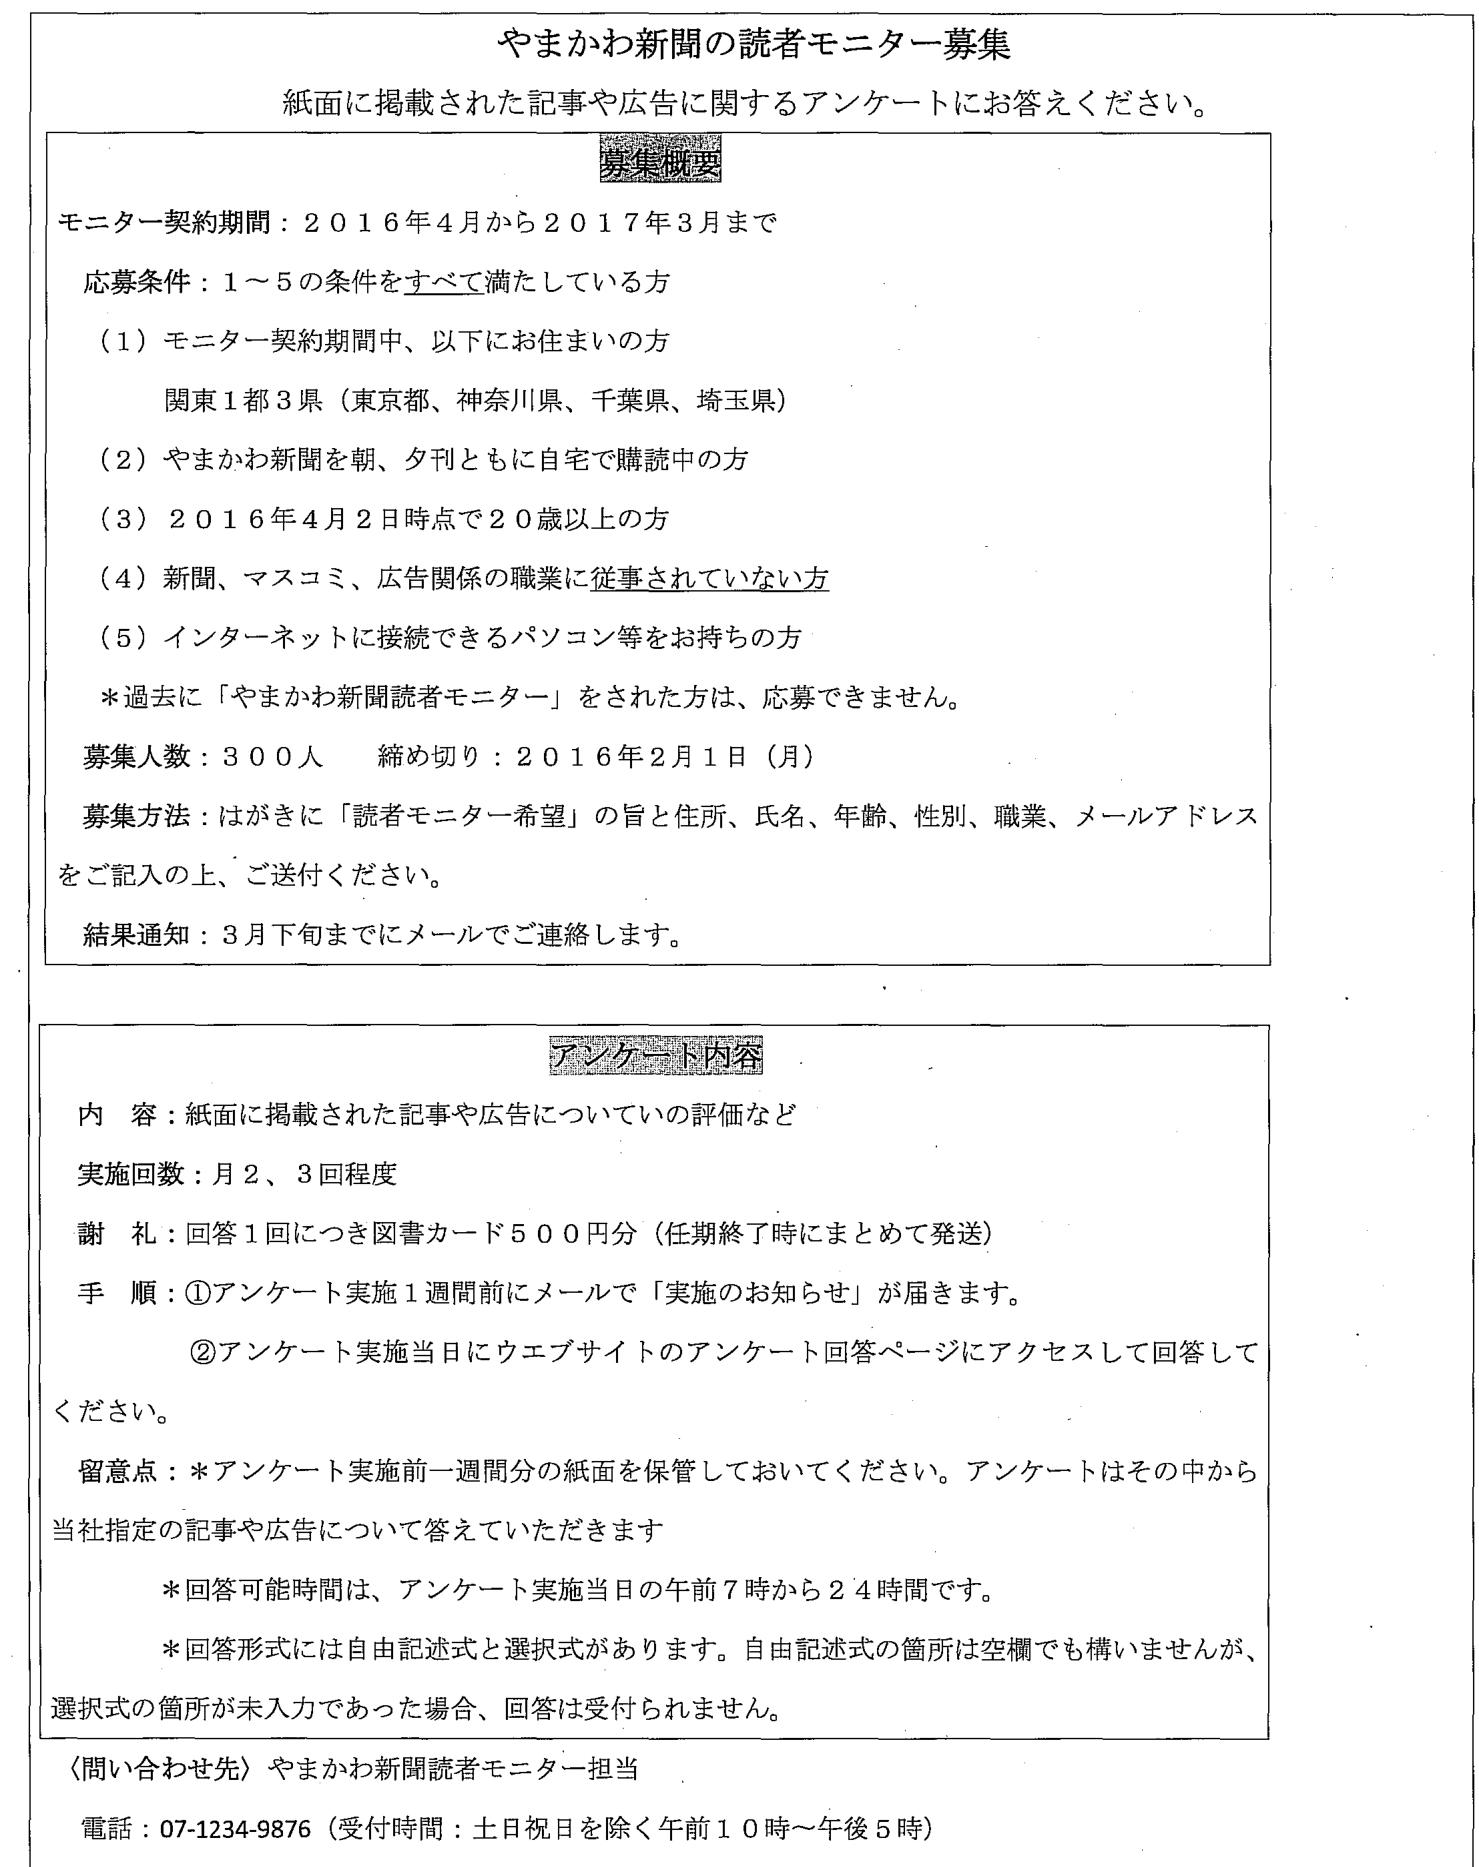 やまかわ新聞の読者モニター募集
紙面に掲載された記事や広告に関するアンケートにお答えください。
募集概要
モニター契約期間：２０１６年４月から２０１７年３月まで
応募条件：１～５の条件をすべて満たしている方
（１）モニター契約期間中、以下にお住まいの方
関東１都３県（東京都、神奈川県、千葉県、埼玉県）
（２）やまかわ新聞を朝、夕刊ともに自宅で購読中の方
（３）２０１６年４月２日時点で２０歳以上の方
（４）新聞、マスコミ、広告関係の職業に従事されていない方
（５）インターネットに接続できるパソコン等をお持ちの方
＊過去に「やまかわ新聞読者モニター」をされた方は、応募できません。
募集人数：３００人　　締め切り：２０１６年２月１日（月）
募集方法：はがきに「読者モニター希望」の旨と住所、氏名、年齢、性別、職業、メールアドレス
をご記入の上、ご送付ください。
結果通知：３月下旬までにメールでご連絡します。
アンケート内容
内　容：紙面に掲載された記事や広告についていの評価など
実施回数：月２、３回程度
謝　礼：回答１回につき図書カード５００円分（任期終了時にまとめて発送）
手　順：①アンケート実施１週間前にメールで「実施のお知らせ」が届きます。
②アンケート実施当日にウエブサイトのアンケート回答ページにアクセスして回答して
ください。
留意点：＊アンケート実施前一週間分の紙面を保管しておいてください。アンケートはその中から
当社指定の記事や広告について答えていただきます
＊回答可能時間は、アンケート実施当日の午前７時から２４時間です。
＊回答形式には自由記述式と選択式があります。自由記述式の箇所は空欄でも構いませんが、
選択式の箇所が未入力であった場合、回答は受付られません。
〈問い合わせ先〉やまかわ新聞読者モニター担当
電話：07-1234-9876（受付時間：土日祝日を除く午前１０時～午後５時）